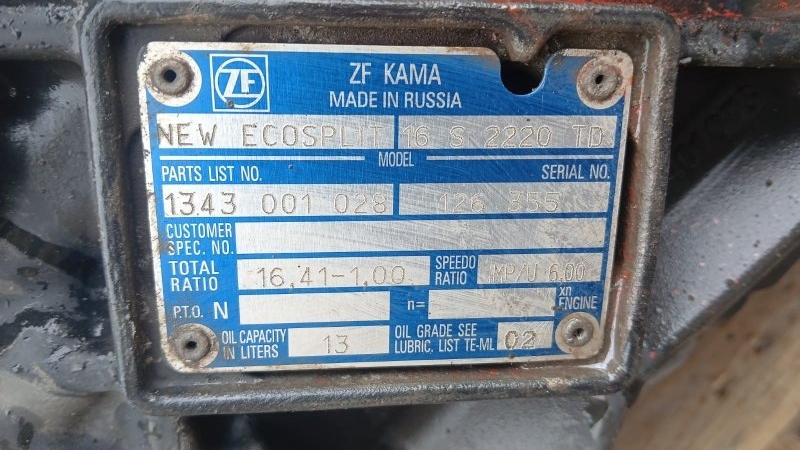 ZF
ZF KAMA
MADE IN RUSSIA
NEW ECOSPLIT 16 S 2220 TD
MODEL
PARTS LIST NO. SERIAL NO.
1343 001 028 126 355
CUSTOMER
SPEC. NO.
TOTAL
RATIO 16,41-1,00 SPEEDO
RATIO IMP/U 6.00
P.T.O. N n= xn
ENGINE
OIL CAPACITY
IN LITERS 13 OIL GRADE SEE
LUBRIC. LIST TE-ML 02